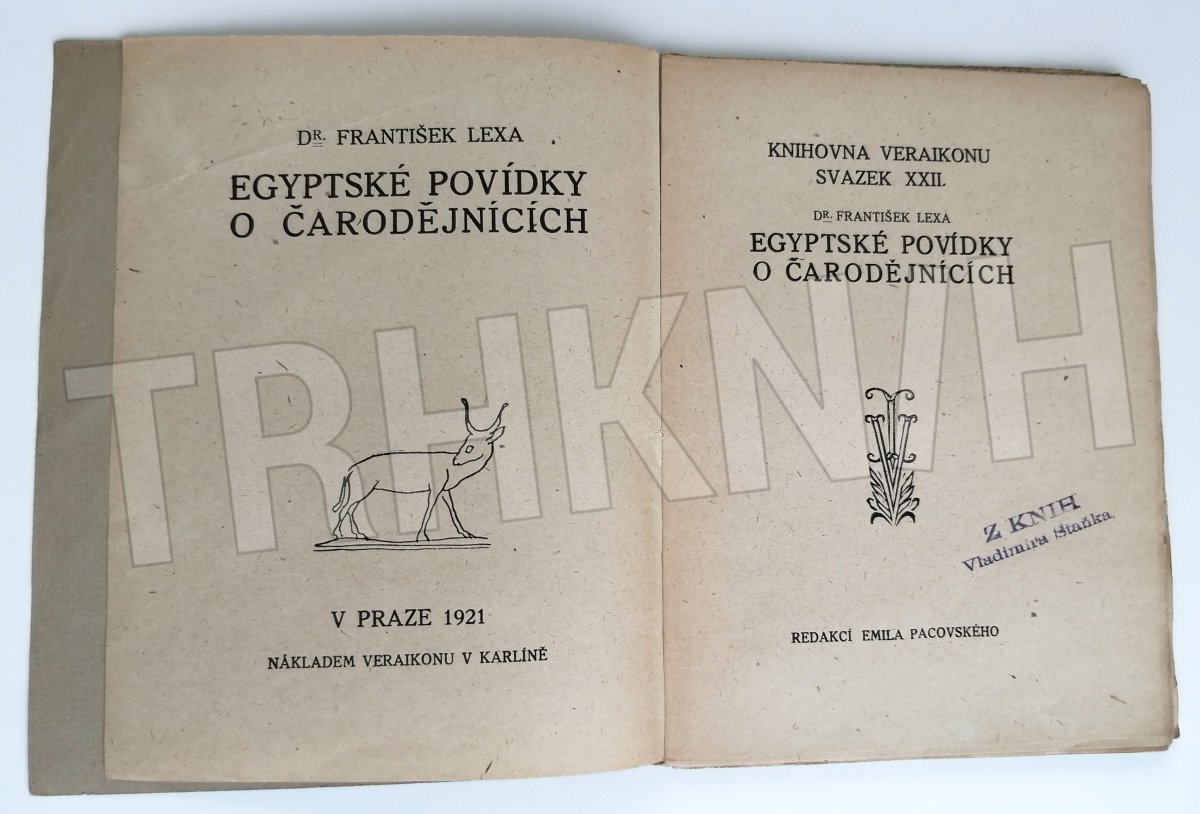 DR. FRANTIŠEK LEXA
EGYPTSKÉ POVÍDKY
O ČARODĚJNÍCÍCH
V PRAZE 1921
NÁKLADEM VERAIKONU V KARLÍNĚ
KNIHOVNA VERAIKONU
SVAZEK XXII.
DR. FRANTIŠEK LEXA
EGYPTSKÉ POVÍDKY
O ČARODĚJNÍCÍCH
Z KNIH
Vladimíra Staňka
REDAKCÍ EMILA PACOVSKÉHO
TRHKNIH